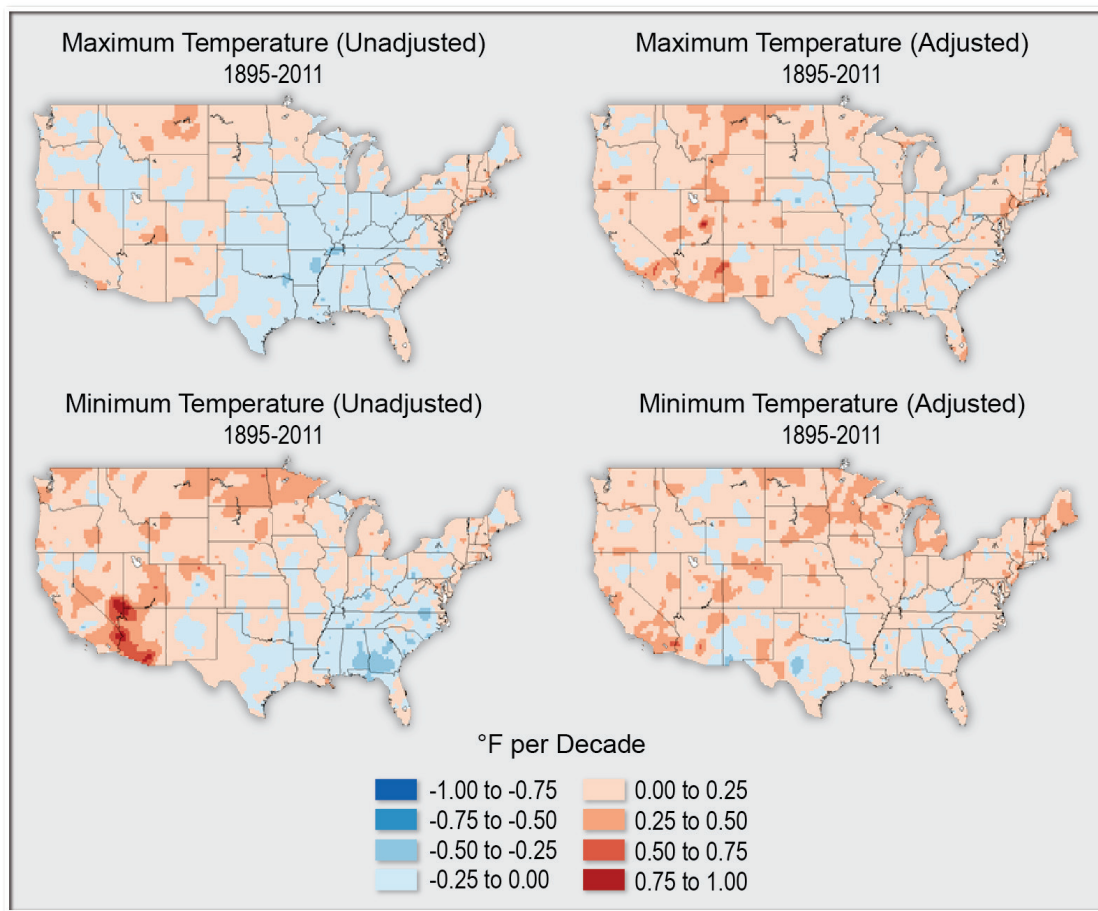 Maximum Temperature (Unadjusted)
1895-2011
Maximum Temperature (Adjusted)
1895-2011
Minimum Temperature (Unadjusted)
1895-2011
Minimum Temperature (Adjusted)
1895-2011
°F per Decade
-1.00 to -0.75
-0.75 to -0.50
-0.50 to -0.25
-0.25 to 0.00
0.00 to 0.25
0.25 to 0.50
0.50 to 0.75
0.75 to 1.00